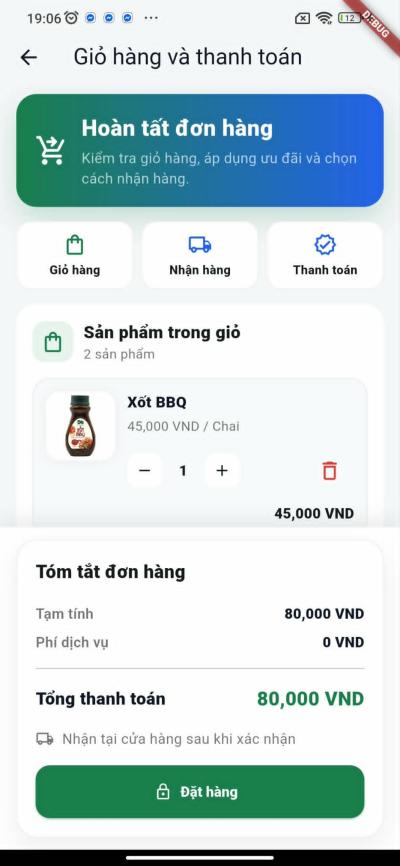 19:06
12
DEBUG
Giỏ hàng và thanh toán
Hoàn tất đơn hàng
Kiểm tra giỏ hàng, áp dụng ưu đãi và chọn
cách nhận hàng.
Giỏ hàng
Nhận hàng
Thanh toán
Sản phẩm trong giỏ
2 sản phẩm
Xốt BBQ
45,000 VND / Chai
1
45,000 VND
Tóm tắt đơn hàng
Tạm tính 80,000 VND
Phí dịch vụ 0 VND
Tổng thanh toán 80,000 VND
Nhận tại cửa hàng sau khi xác nhận
Đặt hàng